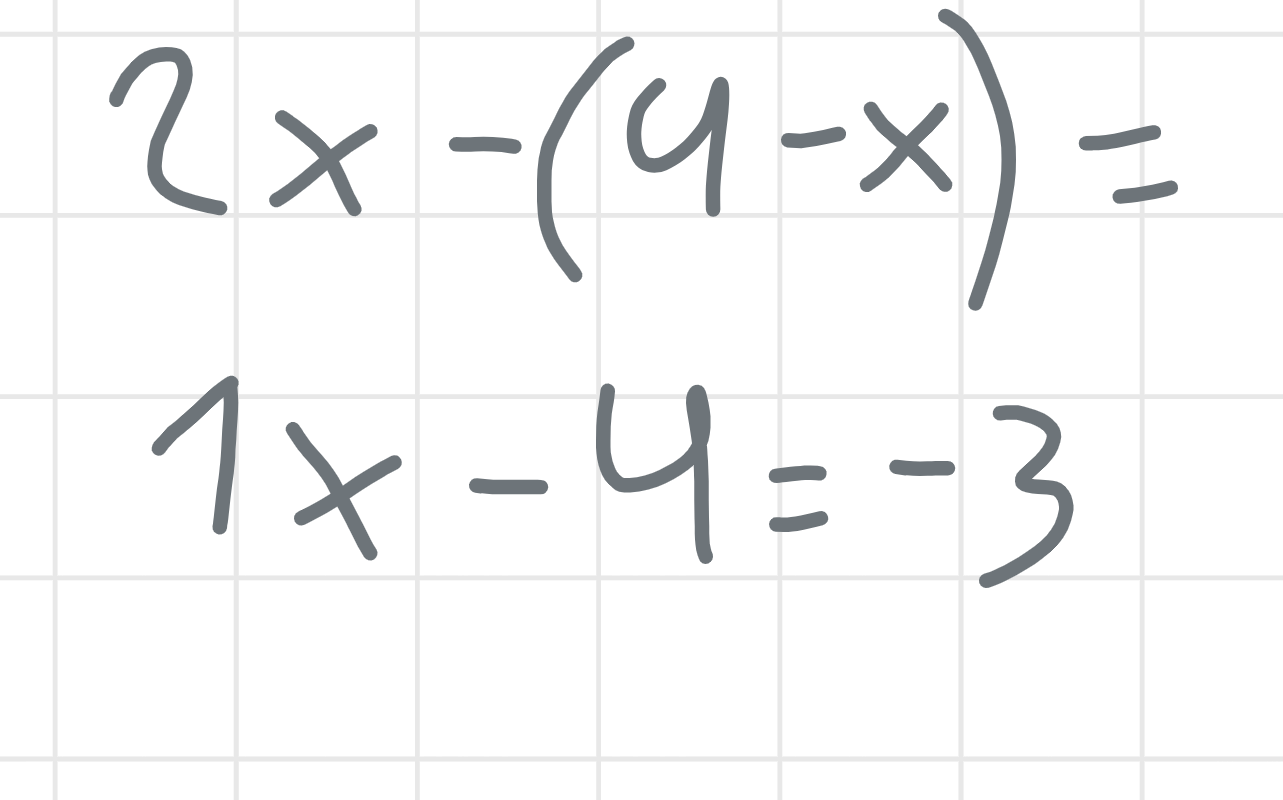 2x - (4 - x) =
1x - 4 = -3